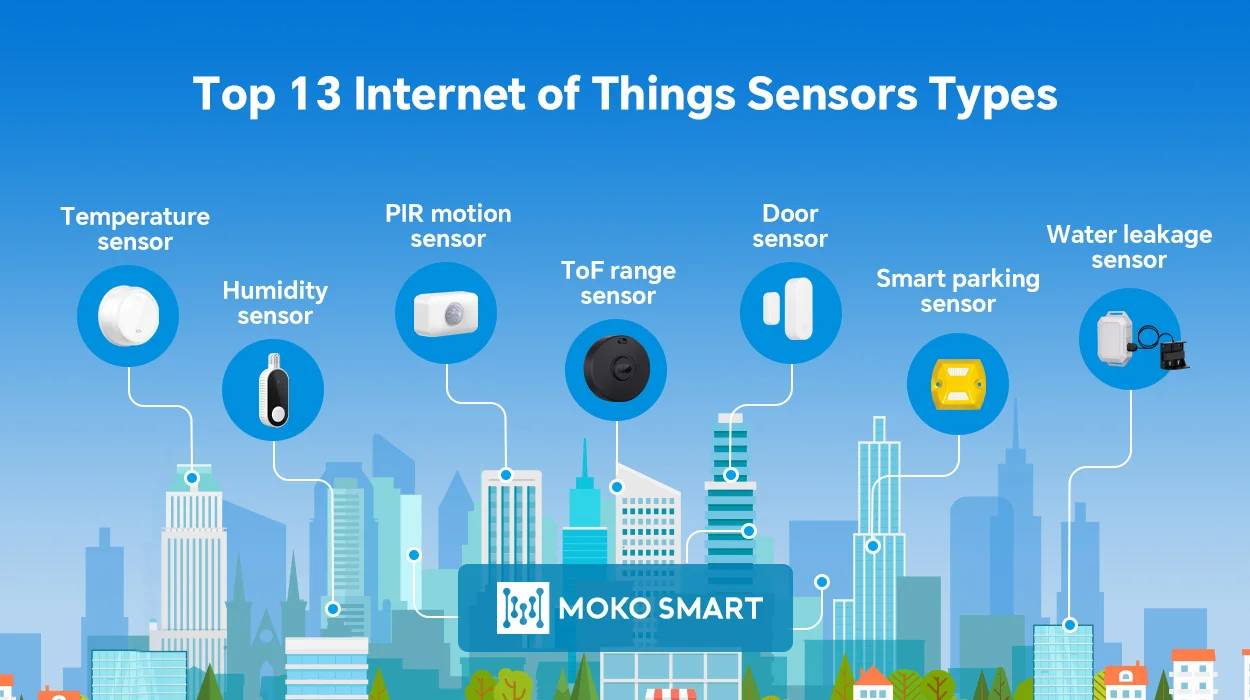 Top 13 Internet of Things Sensors Types
Temperature
sensor
Humidity
sensor
PIR motion
sensor
ToF range
sensor
Door
sensor
Smart parking
sensor
Water leakage
sensor
MOKO SMART